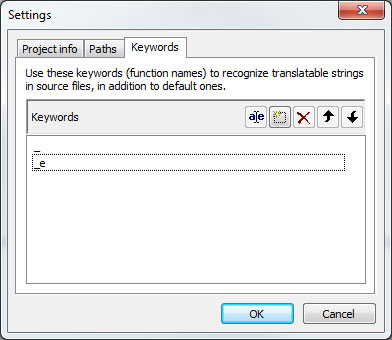 Settings
Project info Paths Keywords
Use these keywords (function names) to recognize translatable strings
in source files, in addition to default ones.
Keywords ae
_
_e
OK Cancel